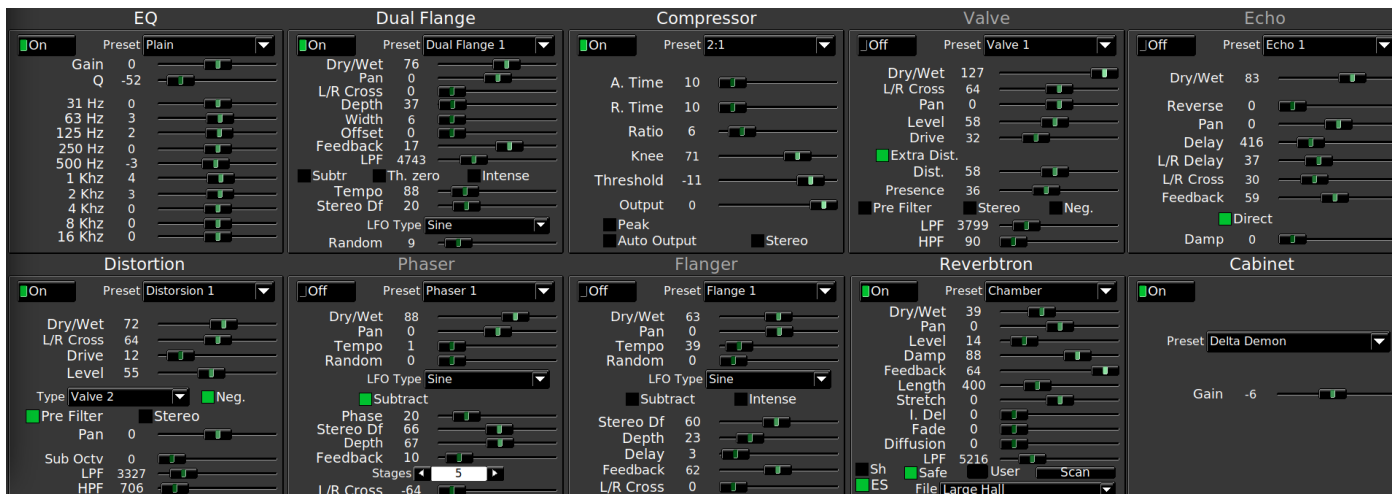 EQ
On Preset Plain
Gain 0
Q -52
31 Hz 0
63 Hz 3
125 Hz 2
250 Hz 0
500 Hz -3
1 Khz 4
2 Khz 3
4 Khz 0
8 Khz 0
16 Khz 0
Dual Flange
On Preset Dual Flange 1
Dry/Wet 76
Pan 0
L/R Cross 0
Depth 37
Width 6
Offset 0
Feedback 17
LPF 4743
Subtr Th. zero Intense
Tempo 88
Stereo Df 20
LFO Type Sine
Random 9
Compressor
On Preset 2:1
A. Time 10
R. Time 10
Ratio 6
Knee 71
Threshold -11
Output 0
Peak
Auto Output Stereo
Valve
Off Preset Valve 1
Dry/Wet 127
L/R Cross 64
Pan 0
Level 58
Drive 32
Extra Dist.
Dist. 58
Presence 36
Pre Filter Stereo Neg.
LPF 3799
HPF 90
Echo
Off Preset Echo 1
Dry/Wet 83
Reverse 0
Pan 0
Delay 416
L/R Delay 37
L/R Cross 30
Feedback 59
Direct
Damp 0
Distortion
On Preset Distorsion 1
Dry/Wet 72
L/R Cross 64
Drive 12
Level 55
Type Valve 2 Neg.
Pre Filter Stereo
Pan 0
Sub Octv 0
LPF 3327
HPF 706
Phaser
Off Preset Phaser 1
Dry/Wet 88
Pan 0
Tempo 1
Random 0
LFO Type Sine
Subtract
Phase 20
Stereo Df 66
Depth 67
Feedback 10
Stages 5
L/R Cross -64
Flanger
Off Preset Flange 1
Dry/Wet 63
Pan 0
Tempo 39
Random 0
LFO Type Sine
Subtract Intense
Stereo Df 60
Depth 23
Delay 3
Feedback 62
L/R Cross 0
Reverbtron
On Preset Chamber
Dry/Wet 39
Pan 0
Level 14
Damp 88
Feedback 64
Length 400
Stretch 0
I. Del 0
Fade 0
Diffusion 0
LPF 5216
Sh Safe User Scan
ES File Large Hall
Cabinet
On
Preset Delta Demon
Gain -6